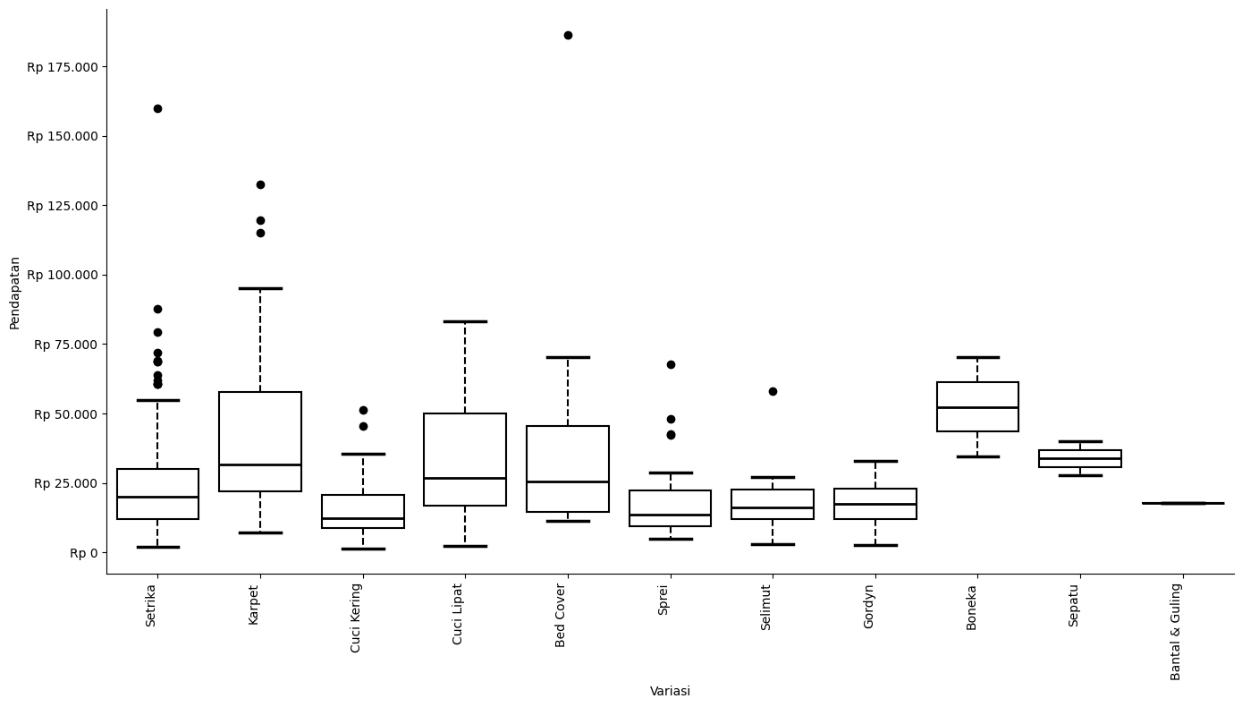 Rp 175.000
Rp 150.000
Rp 125.000
Rp 100.000
Rp 75.000
Rp 50.000
Rp 25.000
Rp 0
Pendapatan
Setrika
Karpet
Cuci Kering
Cuci Lipat
Bed Cover
Sprei
Selimut
Gordyn
Boneka
Sepatu
Bantal & Guling
Variasi